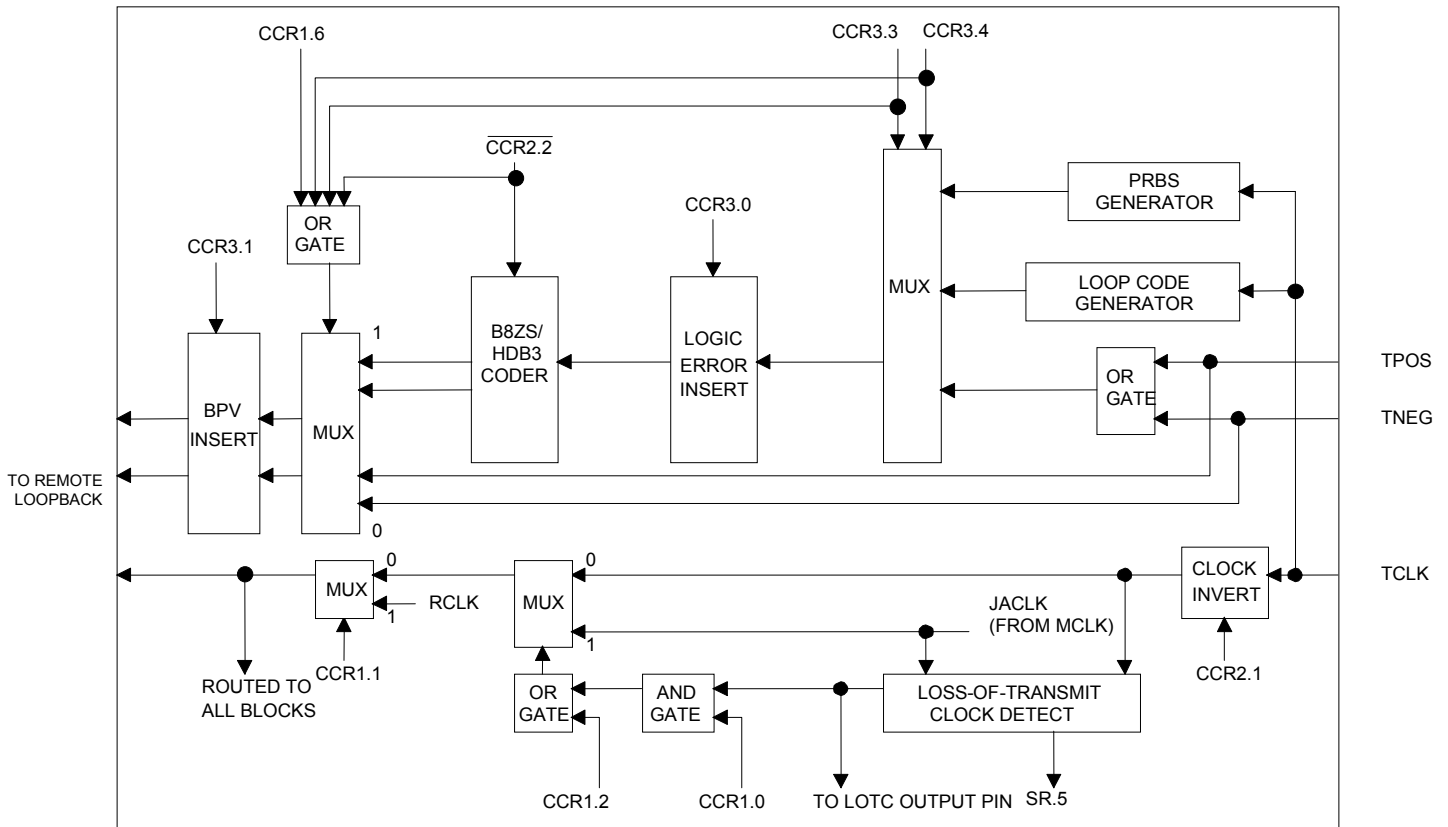 CCR1.6
CCR3.3
CCR3.4
CCR2.2
PRBS
GENERATOR
CCR3.0
OR
GATE
CCR3.1
MUX
LOOP CODE
GENERATOR
1
B8ZS/
HDB3
CODER
LOGIC
ERROR
INSERT
OR
GATE
TPOS
BPV
INSERT
MUX
TNEG
TO REMOTE
LOOPBACK
0
0
MUX
1
RCLK
0
MUX
1
JACLK
(FROM MCLK)
CLOCK
INVERT
TCLK
CCR1.1
CCR2.1
ROUTED TO
ALL BLOCKS
OR
GATE
AND
GATE
LOSS-OF-TRANSMIT
CLOCK DETECT
CCR1.2
CCR1.0
TO LOTC OUTPUT PIN
SR.5